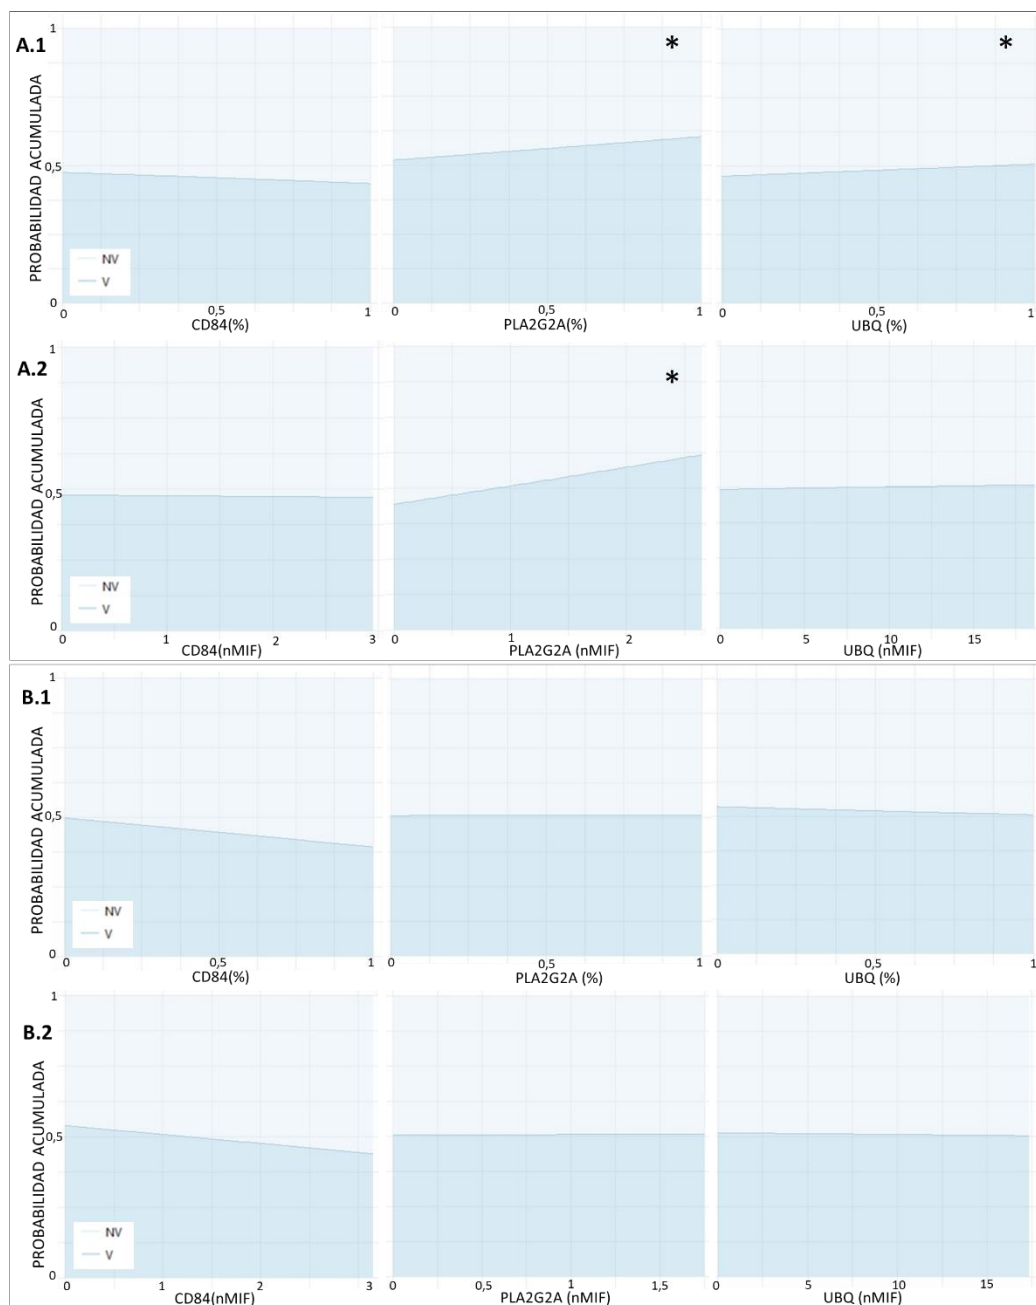 A.1
PROBABILIDAD ACUMULADA
1
0,5
0
NV
V
0 0,5 1
CD84(%)
*
0 0,5 1
PLA2G2A(%)
*
0 0,5 1
UBQ (%)
A.2
PROBABILIDAD ACUMULADA
1
0,5
0
NV
V
0 1 2 3
CD84(nMIF)
*
0 1 2
PLA2G2A (nMIF)
0 5 10 15
UBQ (nMIF)
B.1
PROBABILIDAD ACUMULADA
1
0,5
0
NV
V
0 0,5 1
CD84(%)
0 0,5 1
PLA2G2A (%)
0 0,5 1
UBQ (%)
B.2
PROBABILIDAD ACUMULADA
1
0,5
0
NV
V
0 1 2 3
CD84(nMIF)
0 0,5 1 1,5
PLA2G2A (nMIF)
0 5 10 15
UBQ (nMIF)